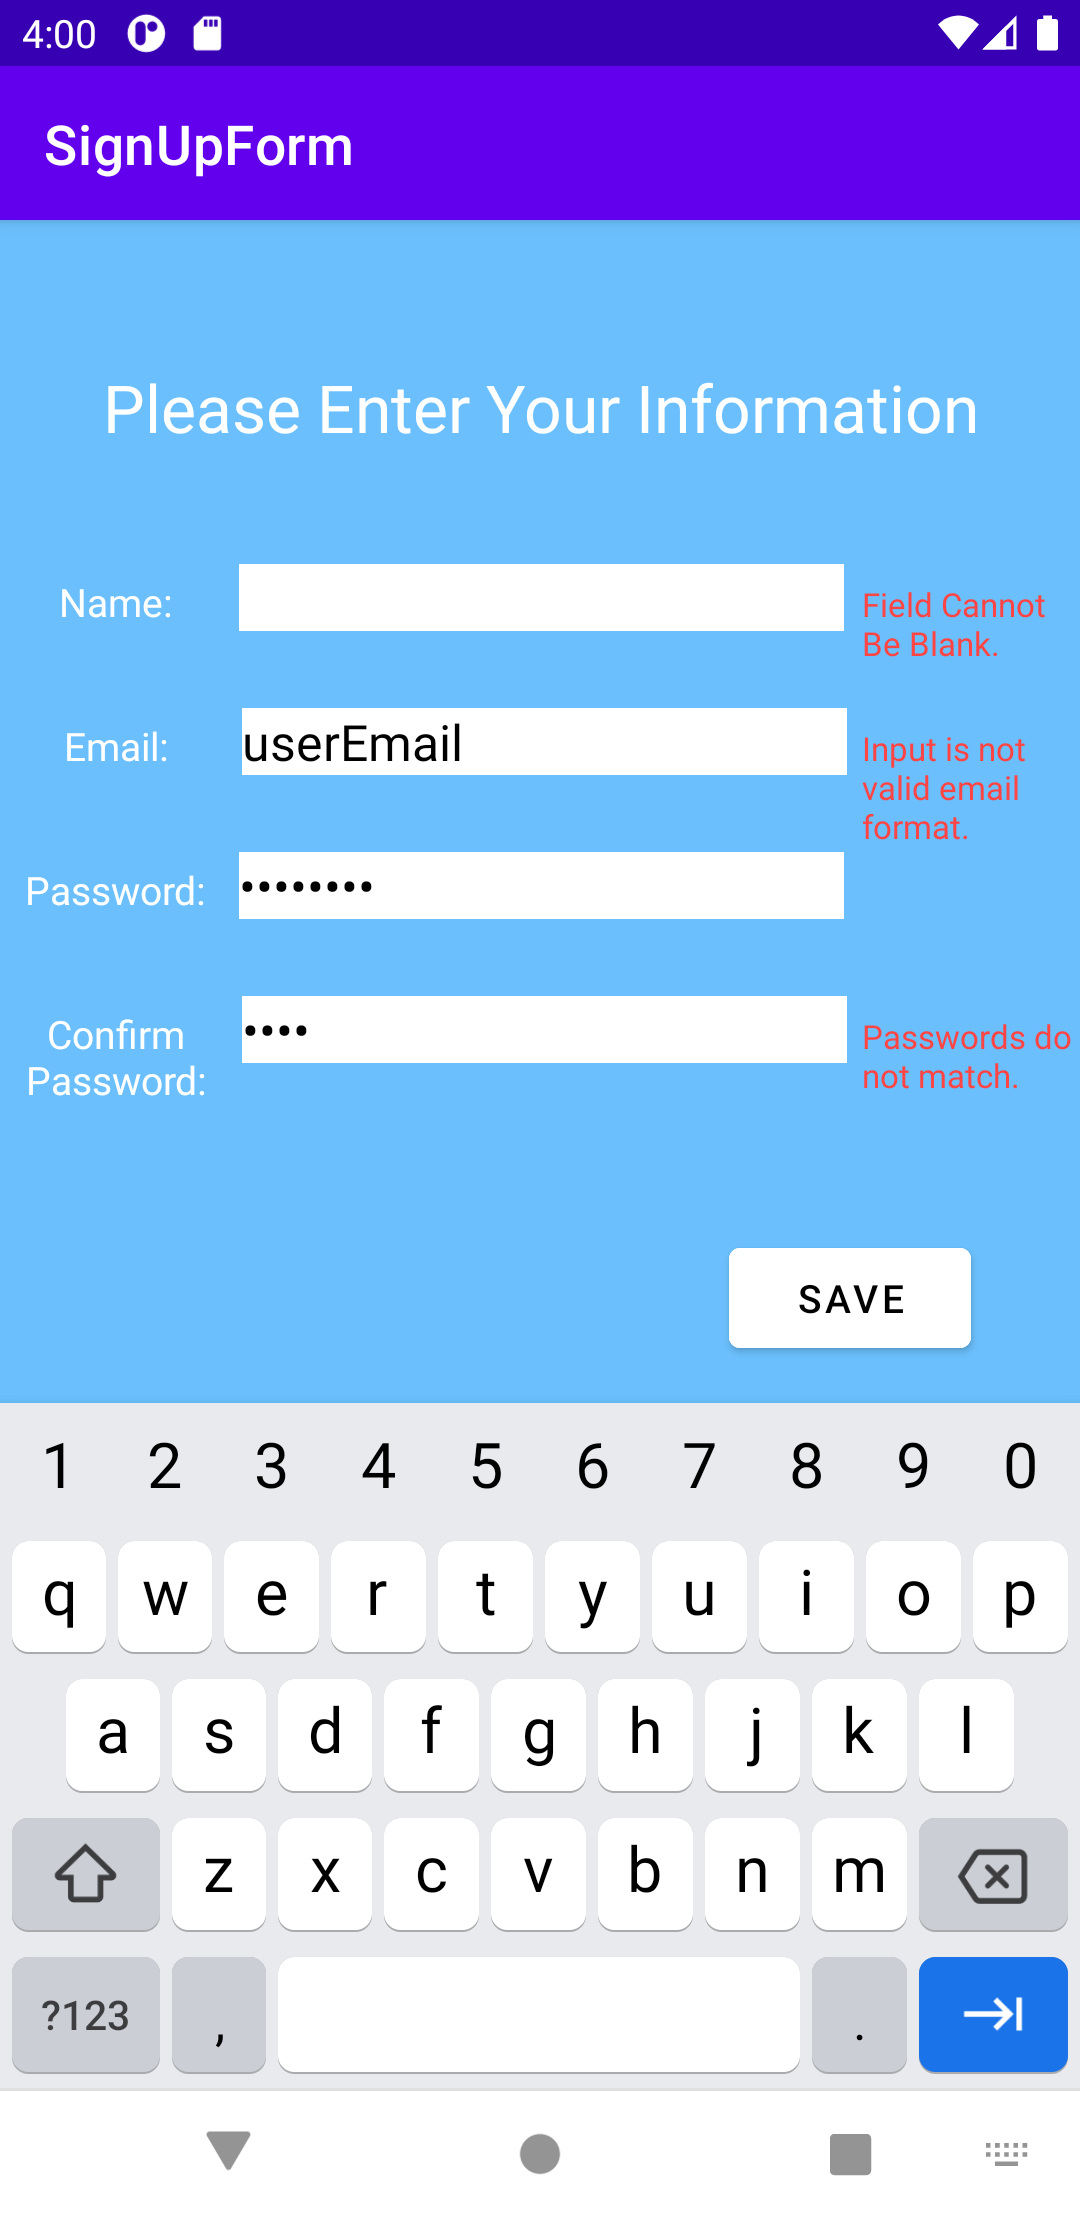 4:00
SignUpForm
Please Enter Your Information
Name:
Field Cannot
Be Blank.
Email:
userEmail
Input is not
valid email
format.
Password:
••••••••
Confirm
Password:
••••
Passwords do
not match.
SAVE
1 2 3 4 5 6 7 8 9 0
q w e r t y u i o p
a s d f g h j k l
z x c v b n m
?123 , .